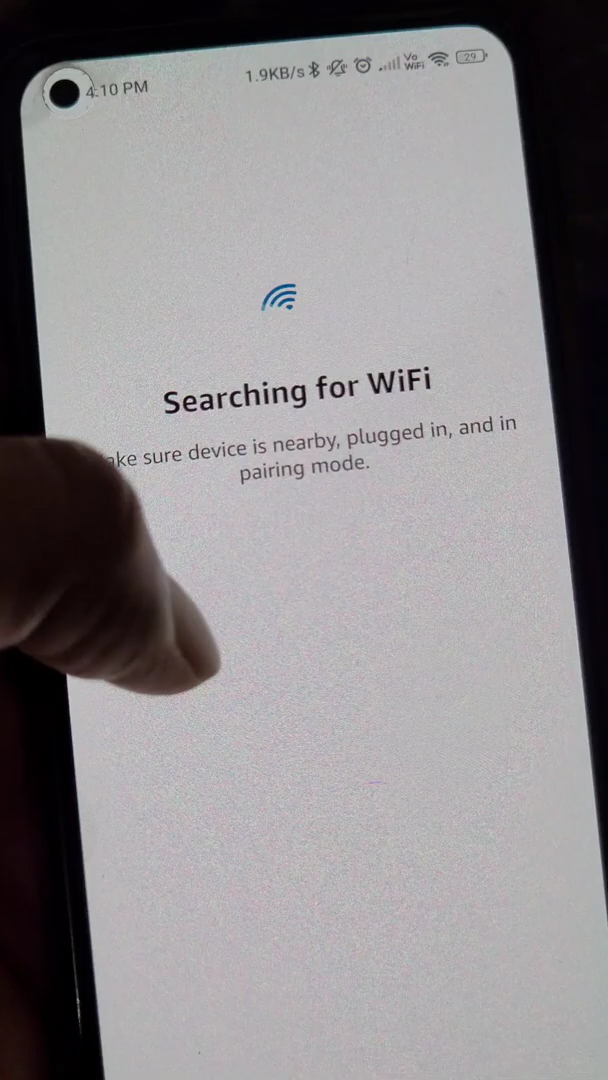 4:10 PM 1.9KB/s Vo WiFi 29
Searching for WiFi
ake sure device is nearby, plugged in, and in
pairing mode.